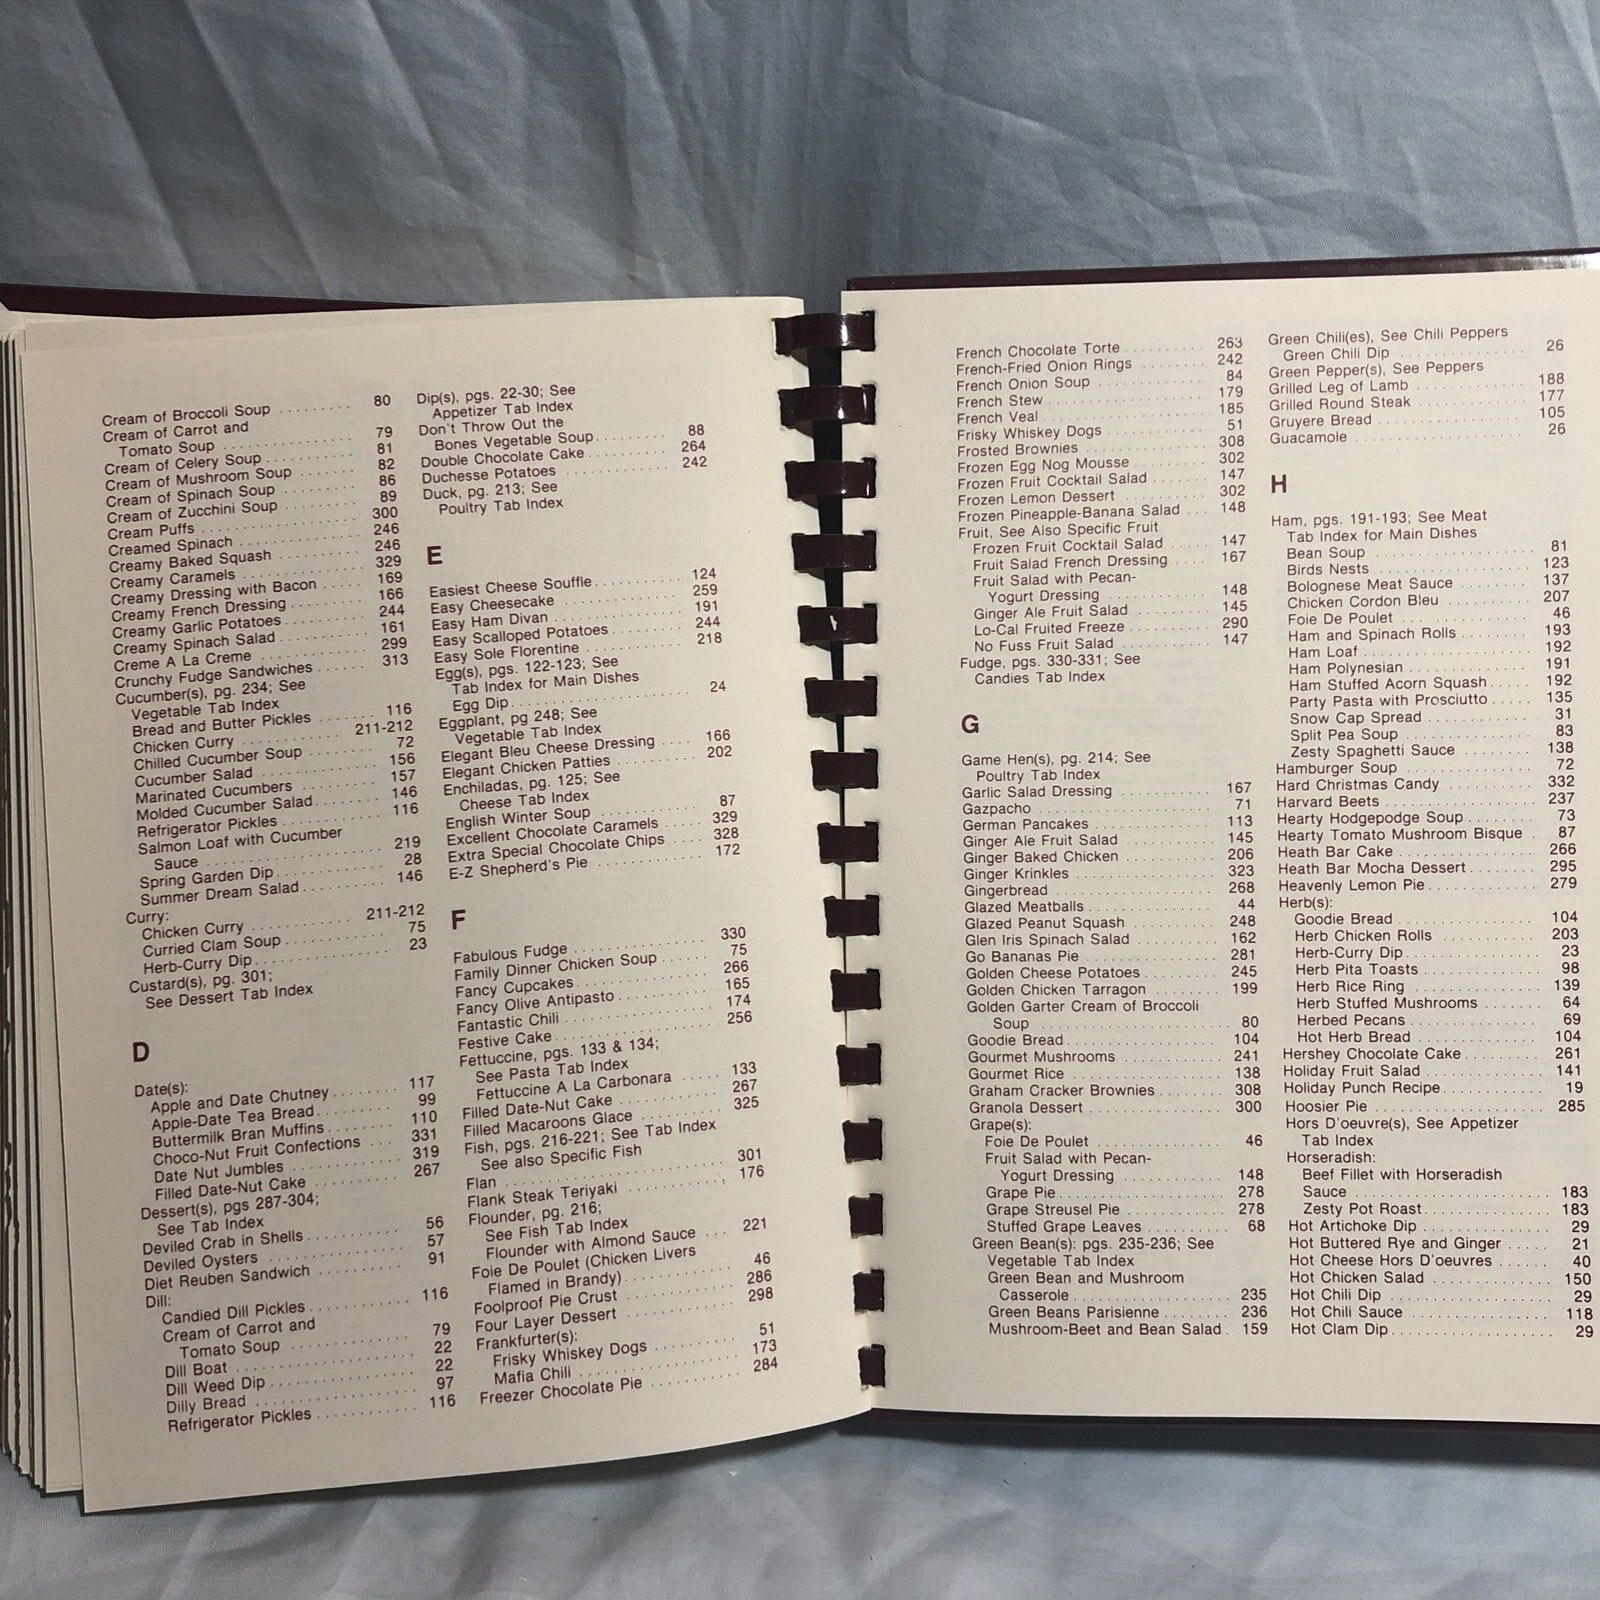 Cream of Broccoli Soup ......... 80
Cream of Carrot and
Tomato Soup ......... 79
Cream of Celery Soup ......... 81
Cream of Mushroom Soup ......... 82
Cream of Spinach Soup ......... 86
Cream of Zucchini Soup ......... 89
Cream Puffs ......... 300
Creamed Spinach ......... 246
Creamy Baked Squash ......... 246
Creamy Caramels ......... 329
Creamy Dressing with Bacon ..... 169
Creamy French Dressing ......... 166
Creamy Garlic Potatoes ......... 244
Creamy Spinach Salad ......... 161
Creme A La Creme ......... 299
Crunchy Fudge Sandwiches ...... 313
Cucumber(s), pg. 234; See
Vegetable Tab Index
Bread and Butter Pickles ....... 116
Chicken Curry ......... 211-212
Chilled Cucumber Soup ......... 72
Cucumber Salad ......... 156
Marinated Cucumbers ......... 157
Molded Cucumber Salad ......... 146
Refrigerator Pickles ......... 116
Salmon Loaf with Cucumber
Sauce ......... 219
Spring Garden Dip ......... 28
Summer Dream Salad ......... 146
Curry:
Chicken Curry ......... 211-212
Curried Clam Soup ......... 75
Herb-Curry Dip ......... 23
Custard(s), pg. 301;
See Dessert Tab Index
D
Date(s):
Apple and Date Chutney ......... 117
Apple-Date Tea Bread ......... 99
Buttermilk Bran Muffins ......... 110
Choco-Nut Fruit Confections ... 331
Date Nut Jumbles ......... 319
Filled Date-Nut Cake ......... 267
Dessert(s), pgs 287-304;
See Tab Index
Deviled Crab in Shells ......... 56
Deviled Oysters ......... 57
Diet Reuben Sandwich ......... 91
Dill:
Candied Dill Pickles ......... 116
Cream of Carrot and
Tomato Soup ......... 79
Dill Boat ......... 22
Dill Weed Dip ......... 22
Dilly Bread ......... 97
Refrigerator Pickles ......... 116
Dip(s), pgs. 22-30; See
Appetizer Tab Index
Don't Throw Out the
Bones Vegetable Soup ......... 88
Double Chocolate Cake ......... 264
Duchesse Potatoes ......... 242
Duck, pg. 213; See
Poultry Tab Index
E
Easiest Cheese Souffle ......... 124
Easy Cheesecake ......... 259
Easy Ham Divan ......... 191
Easy Scalloped Potatoes ......... 244
Easy Sole Florentine ......... 218
Egg(s), pgs. 122-123; See
Tab Index for Main Dishes
Egg Dip ......... 24
Eggplant, pg 248; See
Vegetable Tab Index
Elegant Bleu Cheese Dressing .... 166
Elegant Chicken Patties ......... 202
Enchiladas, pg. 125; See
Cheese Tab Index
English Winter Soup ......... 87
Excellent Chocolate Caramels .... 329
Extra Special Chocolate Chips .... 328
E-Z Shepherd's Pie ......... 172
F
Fabulous Fudge ......... 330
Family Dinner Chicken Soup ..... 75
Fancy Cupcakes ......... 266
Fancy Olive Antipasto ......... 165
Fantastic Chili ......... 174
Festive Cake ......... 256
Fettuccine, pgs. 133 & 134;
See Pasta Tab Index
Fettuccine A La Carbonara ..... 133
Filled Date-Nut Cake ......... 267
Filled Macaroons Glace ......... 325
Fish, pgs. 216-221; See Tab Index
See also Specific Fish
Flan ......... 301
Flank Steak Teriyaki ......... 176
Flounder, pg. 216;
See Fish Tab Index
Flounder with Almond Sauce ... 221
Foie De Poulet (Chicken Livers
Flamed in Brandy) ......... 46
Foolproof Pie Crust ......... 286
Four Layer Dessert ......... 298
Frankfurter(s):
Frisky Whiskey Dogs ......... 51
Mafia Chili ......... 173
Freezer Chocolate Pie ......... 284
French Chocolate Torte ......... 263
French-Fried Onion Rings ......... 242
French Onion Soup ......... 84
French Stew ......... 179
French Veal ......... 185
Frisky Whiskey Dogs ......... 51
Frosted Brownies ......... 308
Frozen Egg Nog Mousse ......... 302
Frozen Fruit Cocktail Salad ....... 147
Frozen Lemon Dessert ......... 302
Frozen Pineapple-Banana Salad ... 148
Fruit, See Also Specific Fruit
Frozen Fruit Cocktail Salad ..... 147
Fruit Salad French Dressing ..... 167
Fruit Salad with Pecan-
Yogurt Dressing ......... 148
Ginger Ale Fruit Salad ......... 145
Lo-Cal Fruited Freeze ......... 290
No Fuss Fruit Salad ......... 147
Fudge, pgs. 330-331; See
Candies Tab Index
G
Game Hen(s), pg. 214; See
Poultry Tab Index
Garlic Salad Dressing ......... 167
Gazpacho ......... 71
German Pancakes ......... 113
Ginger Ale Fruit Salad ......... 145
Ginger Baked Chicken ......... 206
Ginger Krinkles ......... 323
Gingerbread ......... 268
Glazed Meatballs ......... 44
Glazed Peanut Squash ......... 248
Glen Iris Spinach Salad ......... 162
Go Bananas Pie ......... 281
Golden Cheese Potatoes ......... 245
Golden Chicken Tarragon ......... 199
Golden Garter Cream of Broccoli
Soup ......... 80
Goodie Bread ......... 104
Gourmet Mushrooms ......... 241
Gourmet Rice ......... 138
Graham Cracker Brownies ......... 308
Granola Dessert ......... 300
Grape(s):
Foie De Poulet ......... 46
Fruit Salad with Pecan-
Yogurt Dressing ......... 148
Grape Pie ......... 278
Grape Streusel Pie ......... 278
Stuffed Grape Leaves ......... 68
Green Bean(s): pgs. 235-236; See
Vegetable Tab Index
Green Bean and Mushroom
Casserole ......... 235
Green Beans Parisienne ......... 236
Mushroom-Beet and Bean Salad . 159
Green Chili(es), See Chili Peppers
Green Chili Dip ......... 26
Green Pepper(s), See Peppers
Grilled Leg of Lamb ......... 188
Grilled Round Steak ......... 177
Gruyere Bread ......... 105
Guacamole ......... 26
H
Ham, pgs. 191-193; See Meat
Tab Index for Main Dishes
Bean Soup ......... 81
Birds Nests ......... 123
Bolognese Meat Sauce ......... 137
Chicken Cordon Bleu ......... 207
Foie De Poulet ......... 46
Ham and Spinach Rolls ......... 193
Ham Loaf ......... 192
Ham Polynesian ......... 191
Ham Stuffed Acorn Squash ..... 192
Party Pasta with Prosciutto ..... 135
Snow Cap Spread ......... 31
Split Pea Soup ......... 83
Zesty Spaghetti Sauce ......... 138
Hamburger Soup ......... 72
Hard Christmas Candy ......... 332
Harvard Beets ......... 237
Hearty Hodgepodge Soup ......... 73
Hearty Tomato Mushroom Bisque . 87
Heath Bar Cake ......... 266
Heath Bar Mocha Dessert ......... 295
Heavenly Lemon Pie ......... 279
Herb(s):
Goodie Bread ......... 104
Herb Chicken Rolls ......... 203
Herb-Curry Dip ......... 23
Herb Pita Toasts ......... 98
Herb Rice Ring ......... 139
Herb Stuffed Mushrooms ......... 64
Herbed Pecans ......... 69
Hot Herb Bread ......... 104
Hershey Chocolate Cake ......... 261
Holiday Fruit Salad ......... 141
Holiday Punch Recipe ......... 19
Hoosier Pie ......... 285
Hors D'oeuvre(s), See Appetizer
Tab Index
Horseradish:
Beef Fillet with Horseradish
Sauce ......... 183
Zesty Pot Roast ......... 183
Hot Artichoke Dip ......... 29
Hot Buttered Rye and Ginger ..... 21
Hot Cheese Hors D'oeuvres ...... 40
Hot Chicken Salad ......... 150
Hot Chili Dip ......... 29
Hot Chili Sauce ......... 118
Hot Clam Dip ......... 29